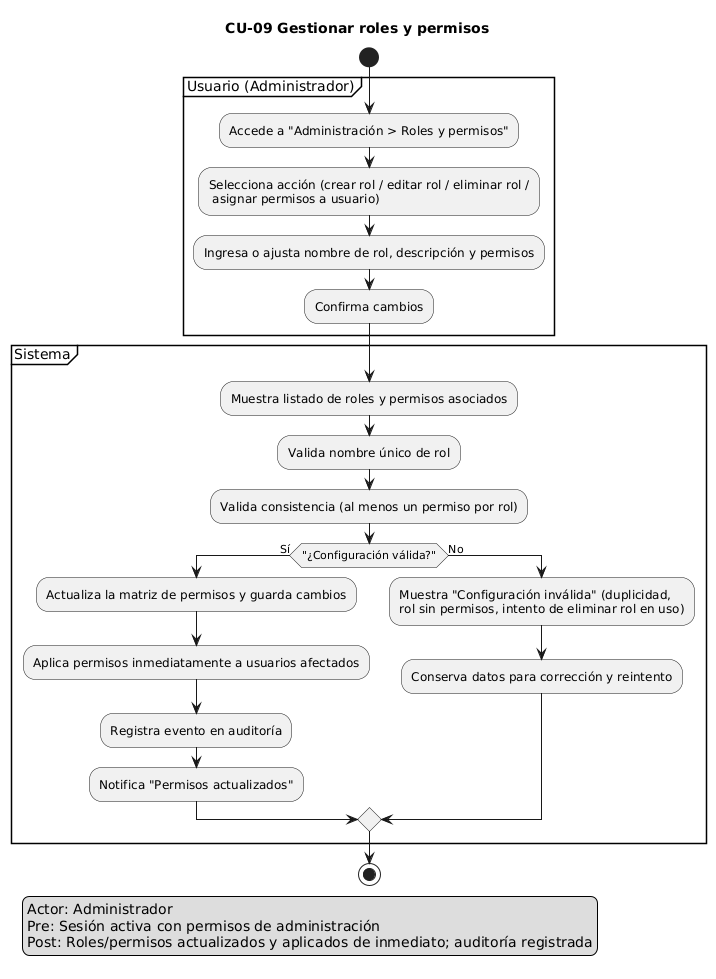 CU-09 Gestionar roles y permisos
Usuario (Administrador)
Accede a "Administración > Roles y permisos"
Selecciona acción (crear rol / editar rol / eliminar rol /
asignar permisos a usuario)
Ingresa o ajusta nombre de rol, descripción y permisos
Confirma cambios
Sistema
Muestra listado de roles y permisos asociados
Valida nombre único de rol
Valida consistencia (al menos un permiso por rol)
"¿Configuración válida?"
Sí
No
Actualiza la matriz de permisos y guarda cambios
Aplica permisos inmediatamente a usuarios afectados
Registra evento en auditoría
Notifica "Permisos actualizados"
Muestra "Configuración inválida" (duplicidad,
rol sin permisos, intento de eliminar rol en uso)
Conserva datos para corrección y reintento
Actor: Administrador
Pre: Sesión activa con permisos de administración
Post: Roles/permisos actualizados y aplicados de inmediato; auditoría registrada